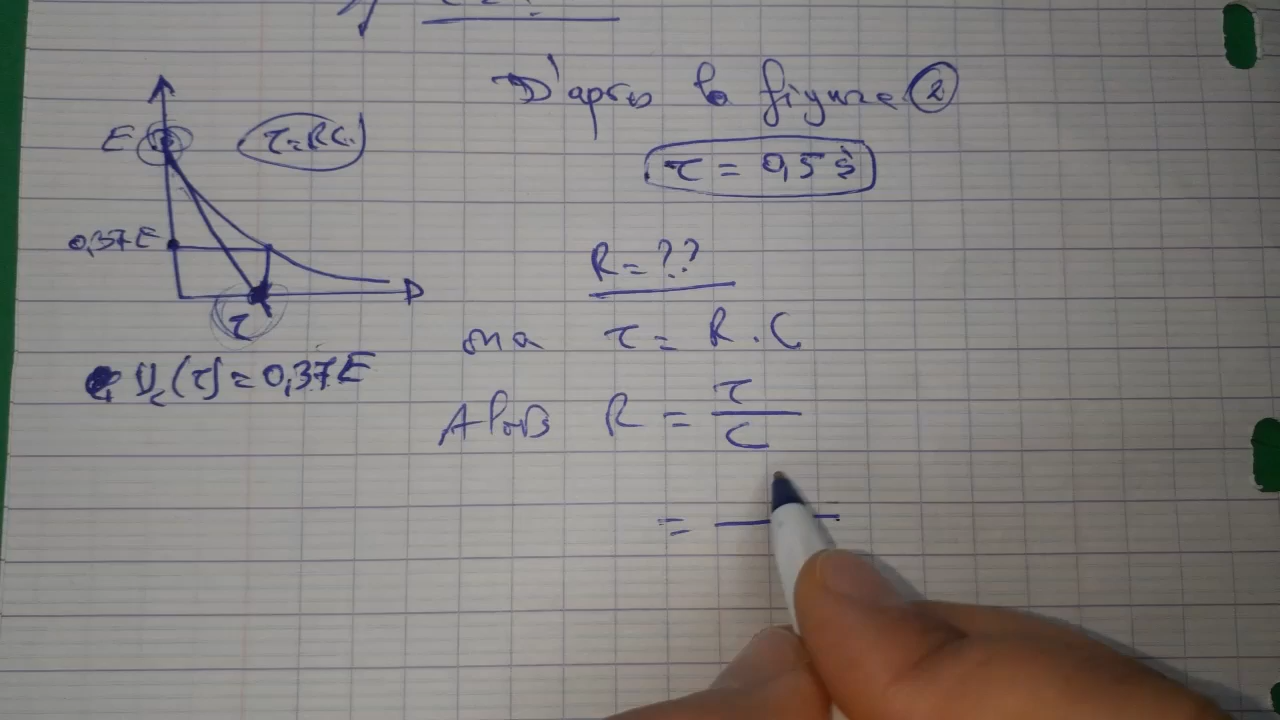 D'après la figure ②
E
τ = RC
τ = 0,5 s
0,37E
R = ??
τ
on a τ = R . C
Uc(τ) = 0,37E
Alors R = τ/C
=